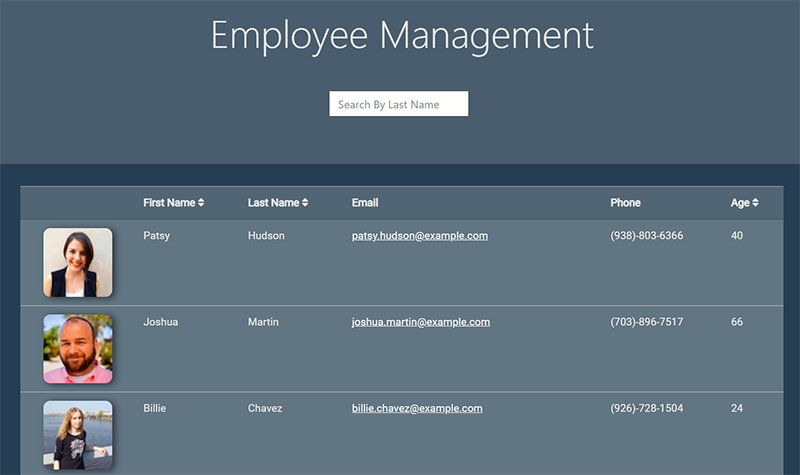 Employee Management
Search By Last Name
First Name Last Name Email Phone Age
Patsy Hudson patsy.hudson@example.com (938)-803-6366 40
Joshua Martin joshua.martin@example.com (703)-896-7517 66
Billie Chavez billie.chavez@example.com (926)-728-1504 24